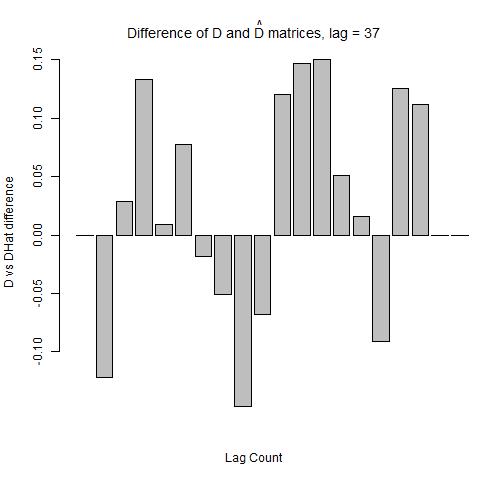 Difference of D and D̂ matrices, lag = 37
0.15
0.10
0.05
0.00
-0.05
-0.10
D vs DHat difference
Lag Count